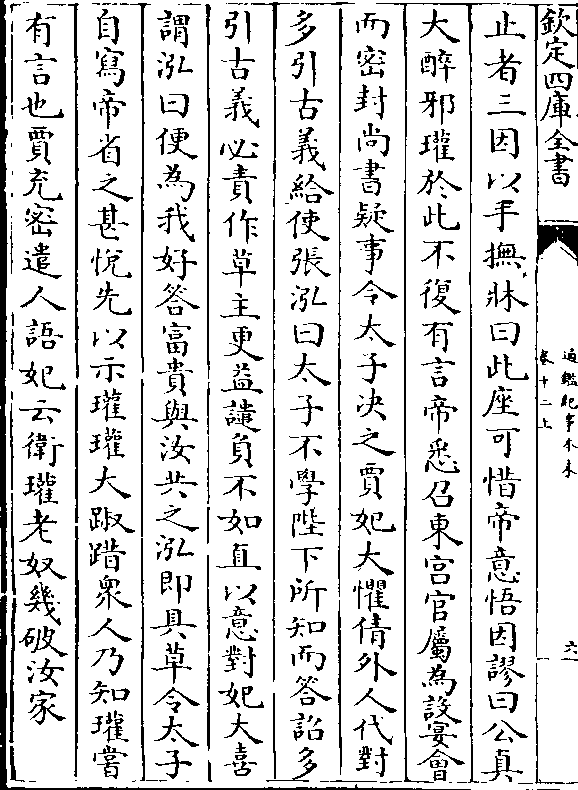 欽定四庫全書
通鑑紀事本末
卷十二上
六
止者三因以手撫牀曰此座可惜帝意悟因謬曰公真
大醉邪瓘於此不復有言帝悉召東宮官屬為設宴會
而密封尚書疑事令太子決之賈妃大懼倩外人代對
多引古義給使張泓曰太子不學陛下所知而答詔多
引古義必責作草主更益譴負不如直以意對妃大喜
謂泓曰便為我好答富貴與汝共之泓即具草令太子
自寫帝省之甚悅先以示瓘瓘大踧踖衆人乃知瓘嘗
有言也賈充密遣人語妃云衛瓘老奴幾破汝家